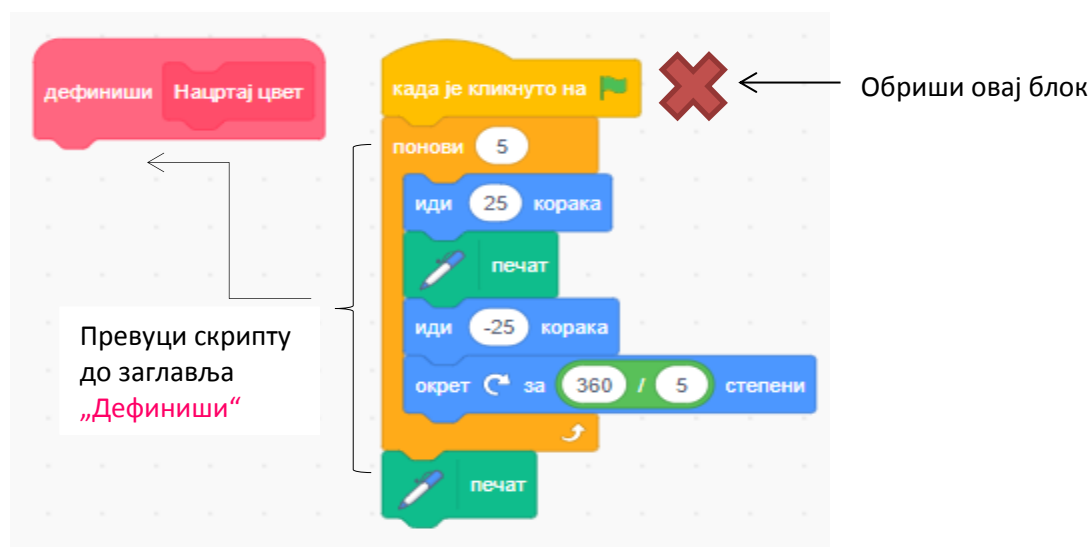 дефиниши Нацртај цвет
када је кликнуто на
Обриши овај блок
понови 5
иди 25 корака
печат
иди -25 корака
окрет за 360 / 5 степени
печат
Превуци скрипту
до заглавља
„Дефиниши“